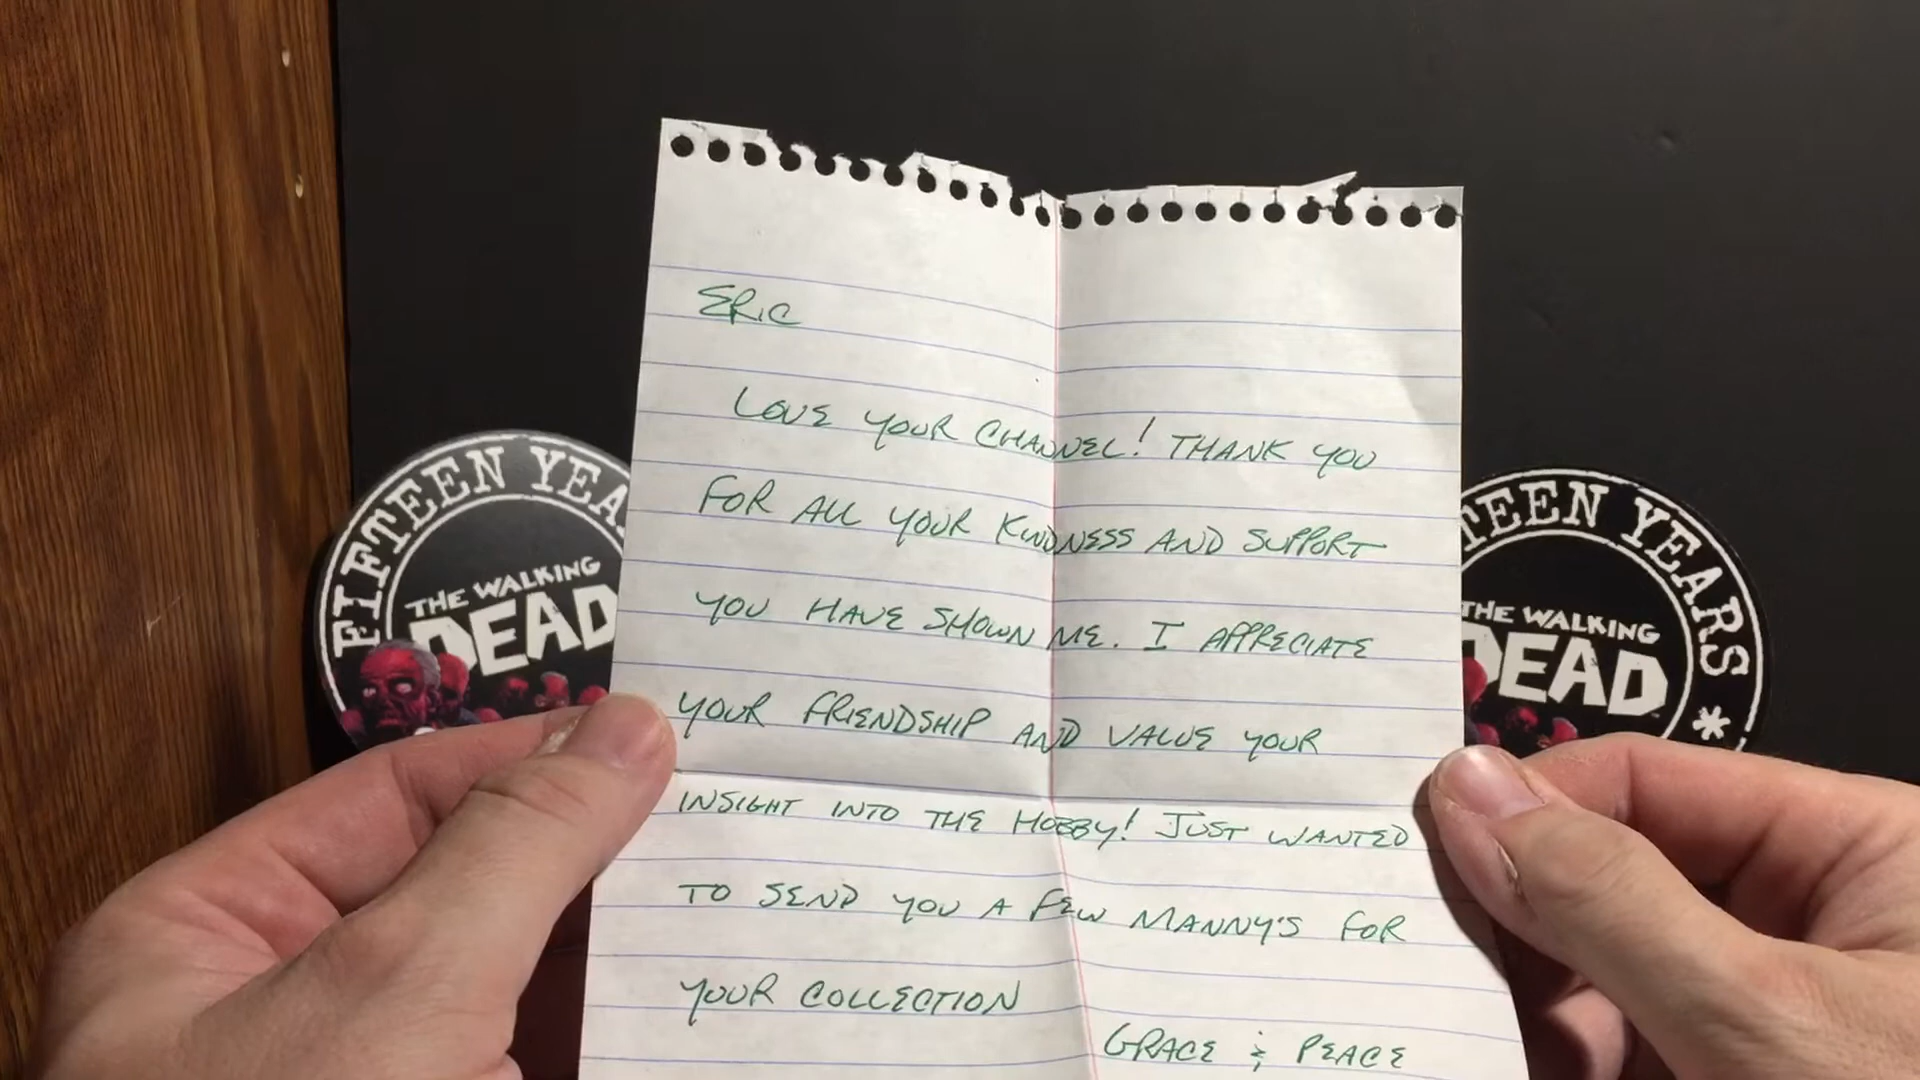 ERIC
LOVE YOUR CHANNEL! THANK YOU
FOR ALL YOUR KINDNESS AND SUPPORT
YOU HAVE SHOWN ME. I APPRECIATE
YOUR FRIENDSHIP AND VALUE YOUR
INSIGHT INTO THE HOBBY! JUST WANTED
TO SEND YOU A FEW MANNY'S FOR
YOUR COLLECTION
GRACE & PEACE
FIFTEEN YEA
THE WALKING
DEAD
TEEN YEARS *
THE WALKING
DEAD